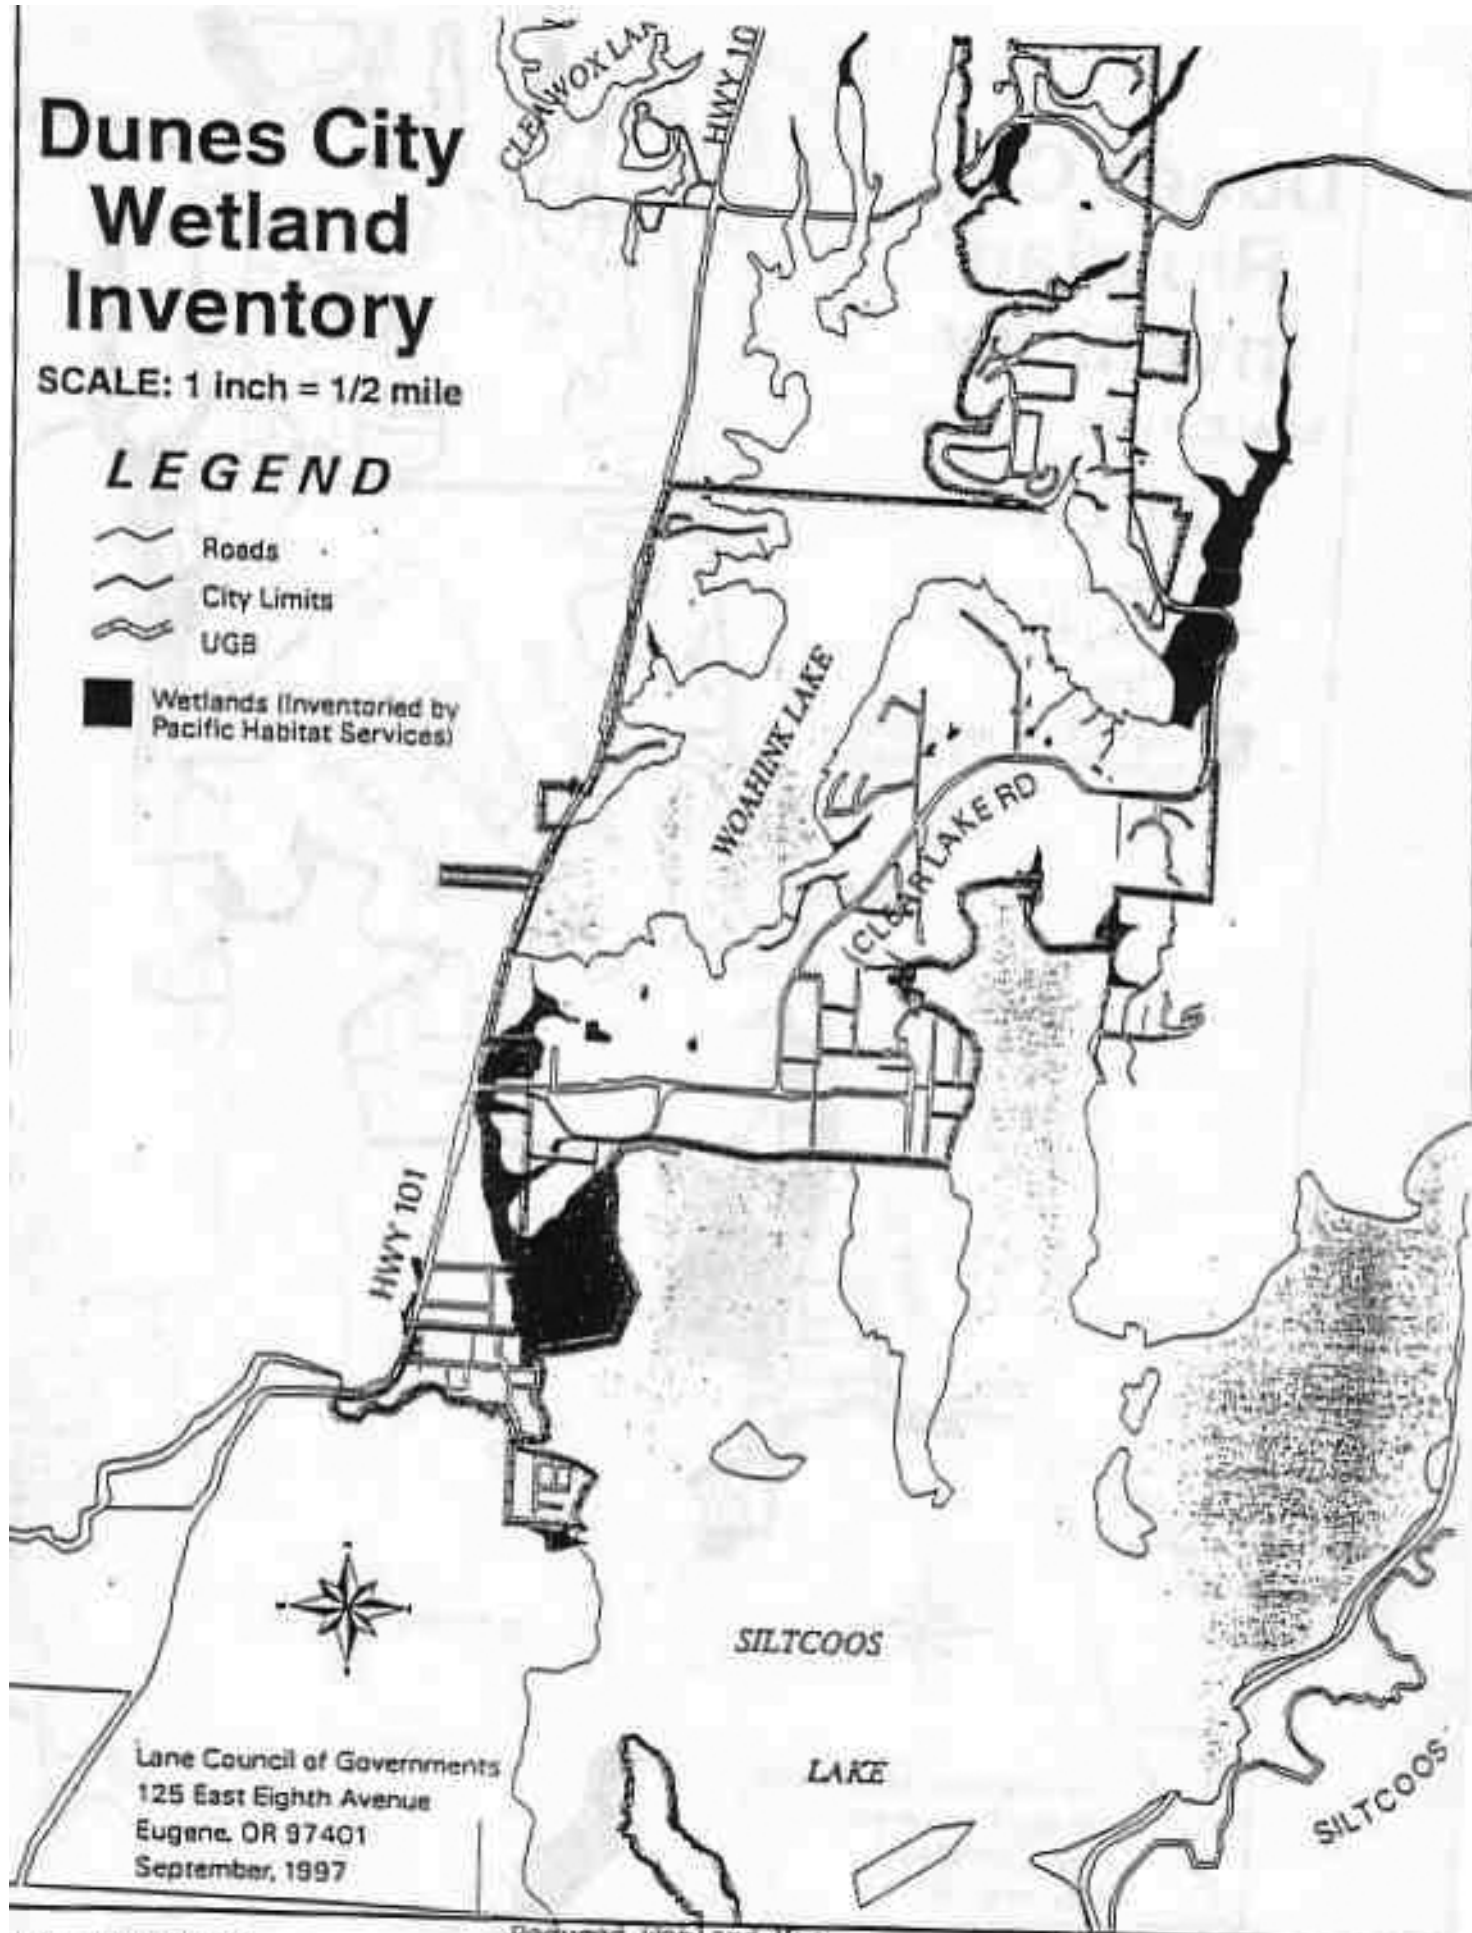 Dunes City
Wetland
Inventory
SCALE: 1 inch = 1/2 mile
LEGEND
Roads
City Limits
UGB
Wetlands (Inventoried by
Pacific Habitat Services)
CLEAWOX LAK
HWY 10
WOAHINK LAKE
CLEAR LAKE RD
HWY 101
SILTCOOS
LAKE
SILTCOOS
Lane Council of Governments
125 East Eighth Avenue
Eugene, OR 97401
September, 1997